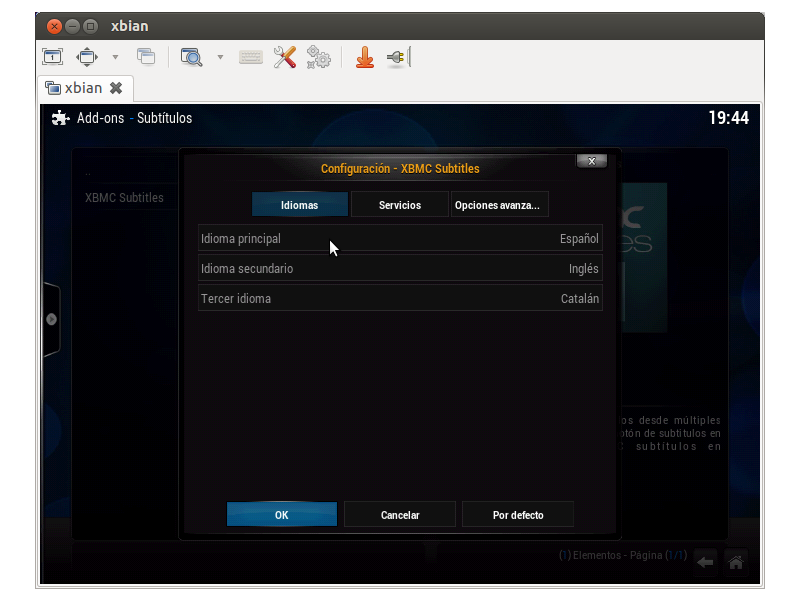 xbian
xbian
Add-ons - Subtítulos
19:44
..
XBMC Subtitles
Configuración - XBMC Subtitles
x
Idiomas
Servicios
Opciones avanza...
Idioma principal
Español
Idioma secundario
Inglés
Tercer idioma
Catalán
os desde múltiples
otón de subtítulos en
C subtítulos en
OK
Cancelar
Por defecto
(1) Elementos - Página (1/1)